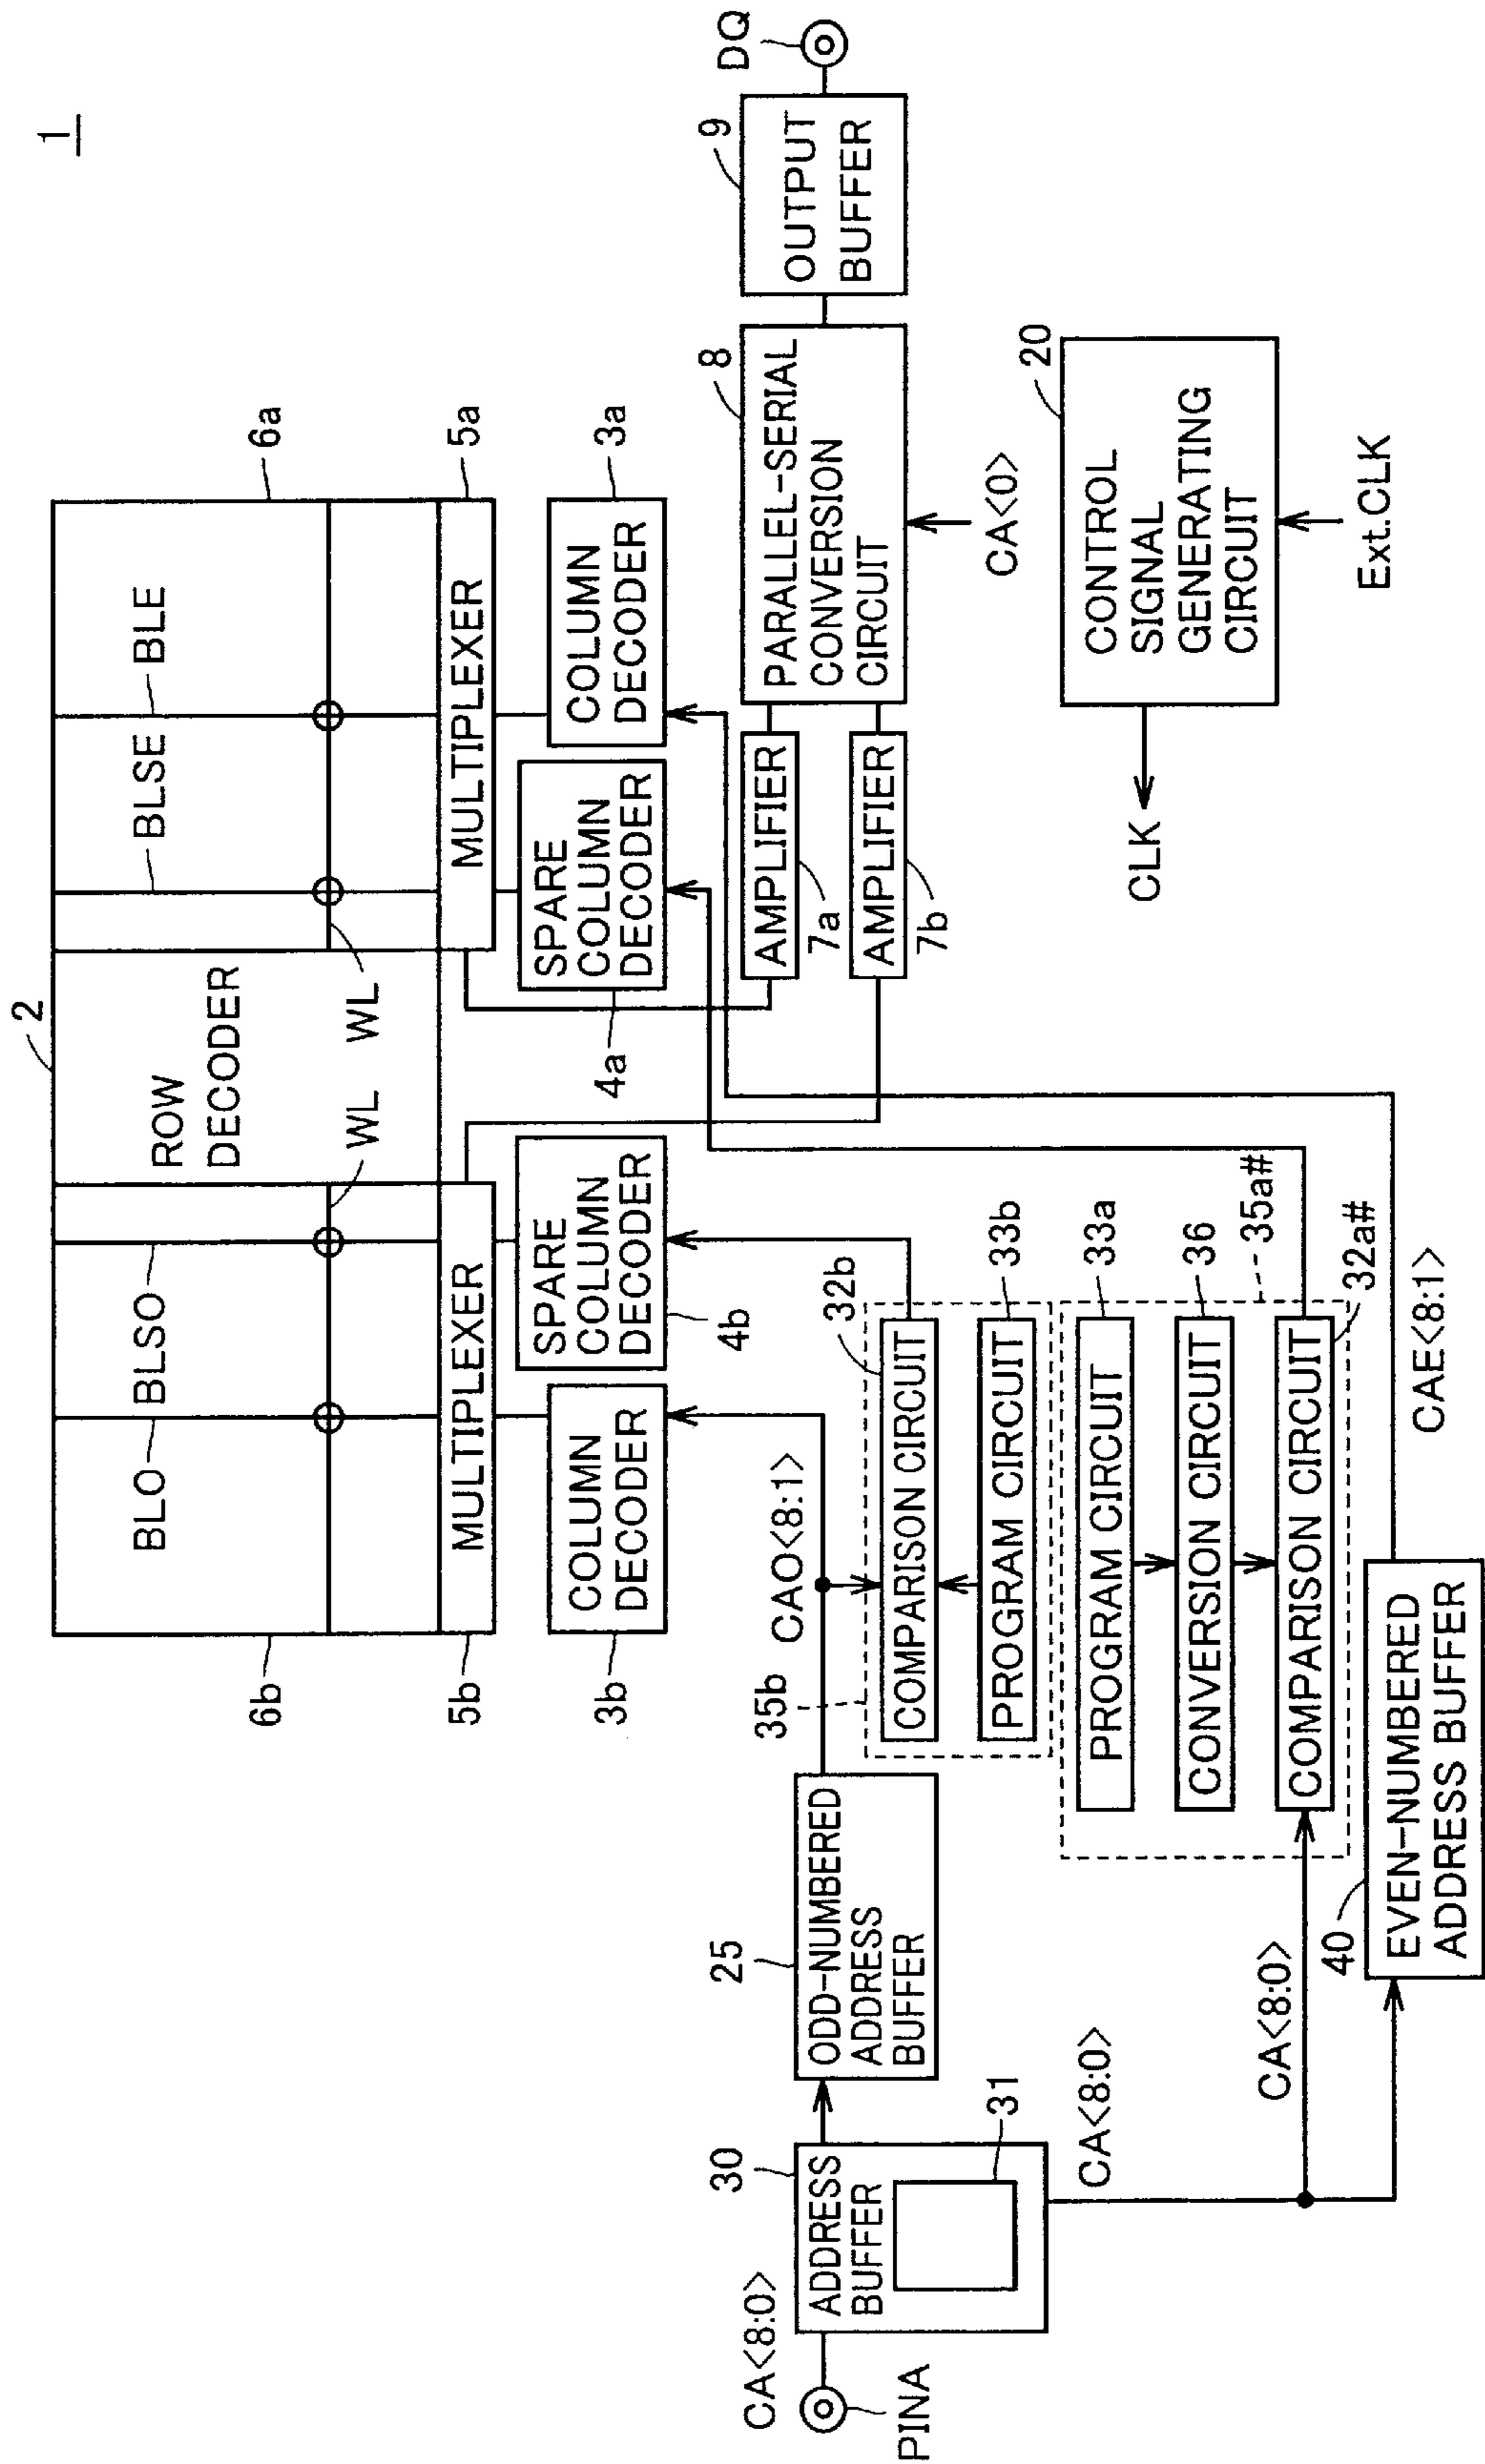 1
2
ROW
DECODER
WL
WL
BLO
BLSO
BLSE
BLE
6b
6a
MULTIPLEXER
MULTIPLEXER
5b
5a
COLUMN
DECODER
3b
SPARE
COLUMN
DECODER
4b
SPARE
COLUMN
DECODER
4a
COLUMN
DECODER
3a
AMPLIFIER
7a
AMPLIFIER
7b
PARALLEL-SERIAL
CONVERSION
CIRCUIT
8
CA<0>
OUTPUT
BUFFER
9
DQ
CONTROL
SIGNAL
GENERATING
CIRCUIT
20
CLK
Ext.CLK
CA<8:0>
PINA
ADDRESS
BUFFER
30
31
CA<8:0>
ODD-NUMBERED
ADDRESS
BUFFER
25
CAO<8:1>
35b
COMPARISON CIRCUIT
32b
PROGRAM CIRCUIT
33b
PROGRAM CIRCUIT
33a
CONVERSION CIRCUIT
36
COMPARISON CIRCUIT
32a#
35a#
CA<8:0>
EVEN-NUMBERED
ADDRESS BUFFER
40
CAE<8:1>